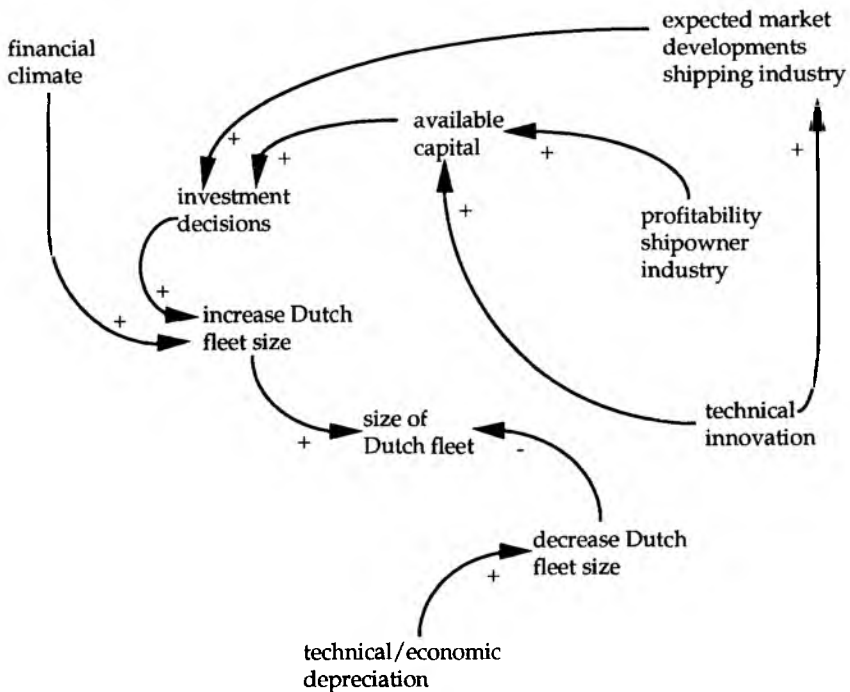 expected market
developments
shipping industry
financial
climate
+
available
capital
+
+
+
investment
decisions
+
profitability
shipowner
industry
+
+
increase Dutch
fleet size
+
size of
Dutch fleet
+
-
technical
innovation
decrease Dutch
fleet size
+
technical/economic
depreciation